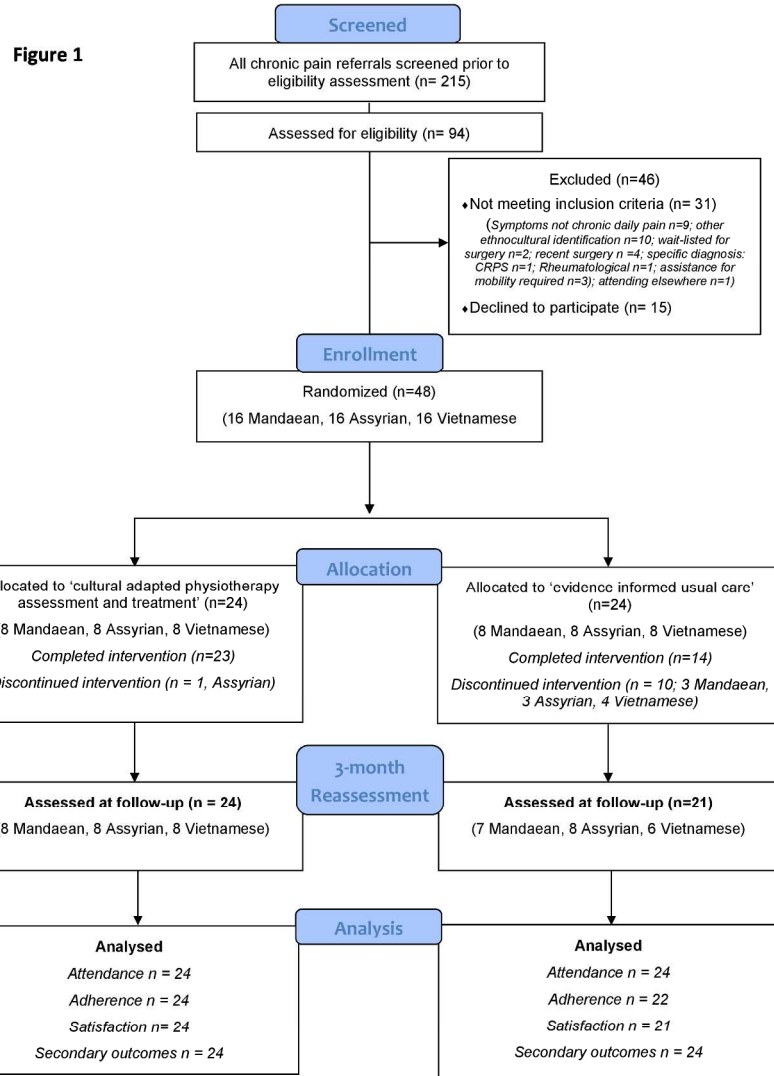 Screened
Figure 1
All chronic pain referrals screened prior to
eligibility assessment (n= 215)
Assessed for eligibility (n= 94)
Excluded (n=46)
♦Not meeting inclusion criteria (n= 31)
(Symptoms not chronic daily pain n=9; other
ethnocultural identification n=10; wait-listed for
surgery n=2; recent surgery n =4; specific diagnosis:
CRPS n=1; Rheumatological n=1; assistance for
mobility required n=3); attending elsewhere n=1)
♦Declined to participate (n= 15)
Enrollment
Randomized (n=48)
(16 Mandaean, 16 Assyrian, 16 Vietnamese
Allocation
located to ‘cultural adapted physiotherapy
assessment and treatment’ (n=24)
(8 Mandaean, 8 Assyrian, 8 Vietnamese)
Completed intervention (n=23)
Discontinued intervention (n = 1, Assyrian)
Allocated to ‘evidence informed usual care’
(n=24)
(8 Mandaean, 8 Assyrian, 8 Vietnamese)
Completed intervention (n=14)
Discontinued intervention (n = 10; 3 Mandaean,
3 Assyrian, 4 Vietnamese)
3-month
Reassessment
Assessed at follow-up (n = 24)
(8 Mandaean, 8 Assyrian, 8 Vietnamese)
Assessed at follow-up (n=21)
(7 Mandaean, 8 Assyrian, 6 Vietnamese)
Analysis
Analysed
Attendance n = 24
Adherence n = 24
Satisfaction n= 24
Secondary outcomes n = 24
Analysed
Attendance n = 24
Adherence n = 22
Satisfaction n = 21
Secondary outcomes n = 24